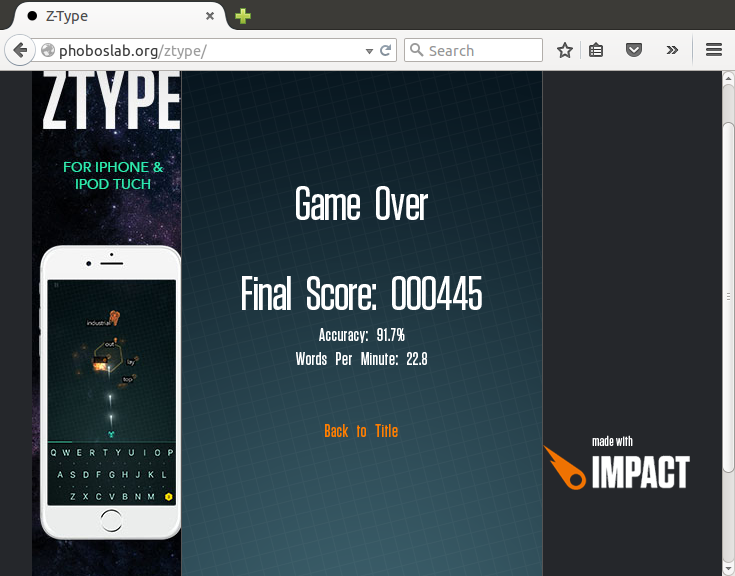 Z-Type
phoboslab.org/ztype/
Search
ZTYPE
FOR IPHONE &
IPOD TUCH
industrial
out
lay
top
Q W E R T Y U I O P
A S D F G H J K L
Z X C V B N M
Game Over
Final Score: 000445
Accuracy: 91.7%
Words Per Minute: 22.8
Back to Title
made with
IMPACT